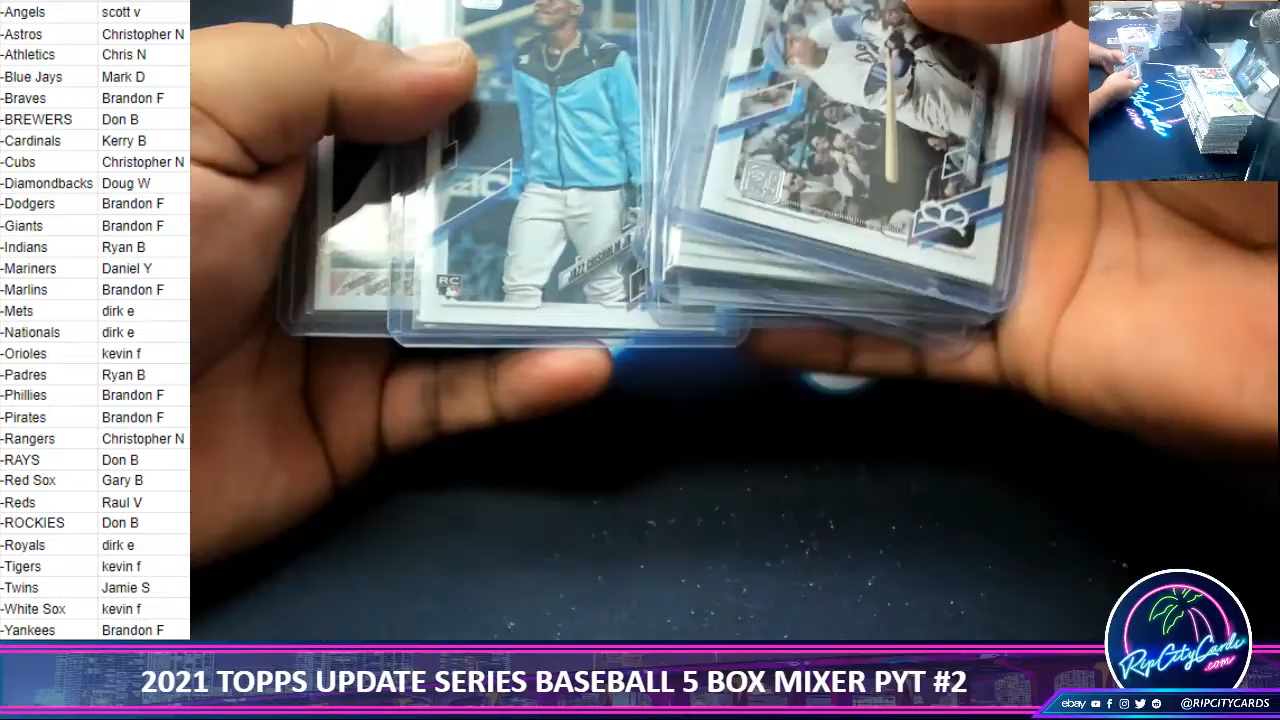 -Angels scott v
-Astros Christopher N
-Athletics Chris N
-Blue Jays Mark D
-Braves Brandon F
-BREWERS Don B
-Cardinals Kerry B
-Cubs Christopher N
-Diamondbacks Doug W
-Dodgers Brandon F
-Giants Brandon F
-Indians Ryan B
-Mariners Daniel Y
-Marlins Brandon F
-Mets dirk e
-Nationals dirk e
-Orioles kevin f
-Padres Ryan B
-Phillies Brandon F
-Pirates Brandon F
-Rangers Christopher N
-RAYS Don B
-Red Sox Gary B
-Reds Raul V
-ROCKIES Don B
-Royals dirk e
-Tigers kevin f
-Twins Jamie S
-White Sox kevin f
-Yankees Brandon F
RC
JAZZ CHISHOLM
B
RipCityCards
.com
2021 TOPPS UPDATE SERIES BASEBALL 5 BOX MIXER PYT #2
ebay @RIPCITYCARDS